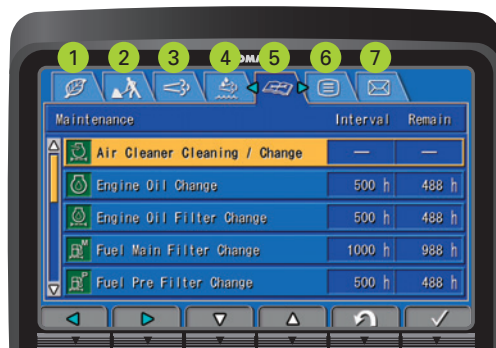 1 2 3 4 5 6 7
Maintenance Interval Remain
Air Cleaner Cleaning / Change — —
Engine Oil Change 500 h 488 h
Engine Oil Filter Change 500 h 488 h
M
Fuel Main Filter Change 1000 h 988 h
P
Fuel Pre Filter Change 500 h 488 h